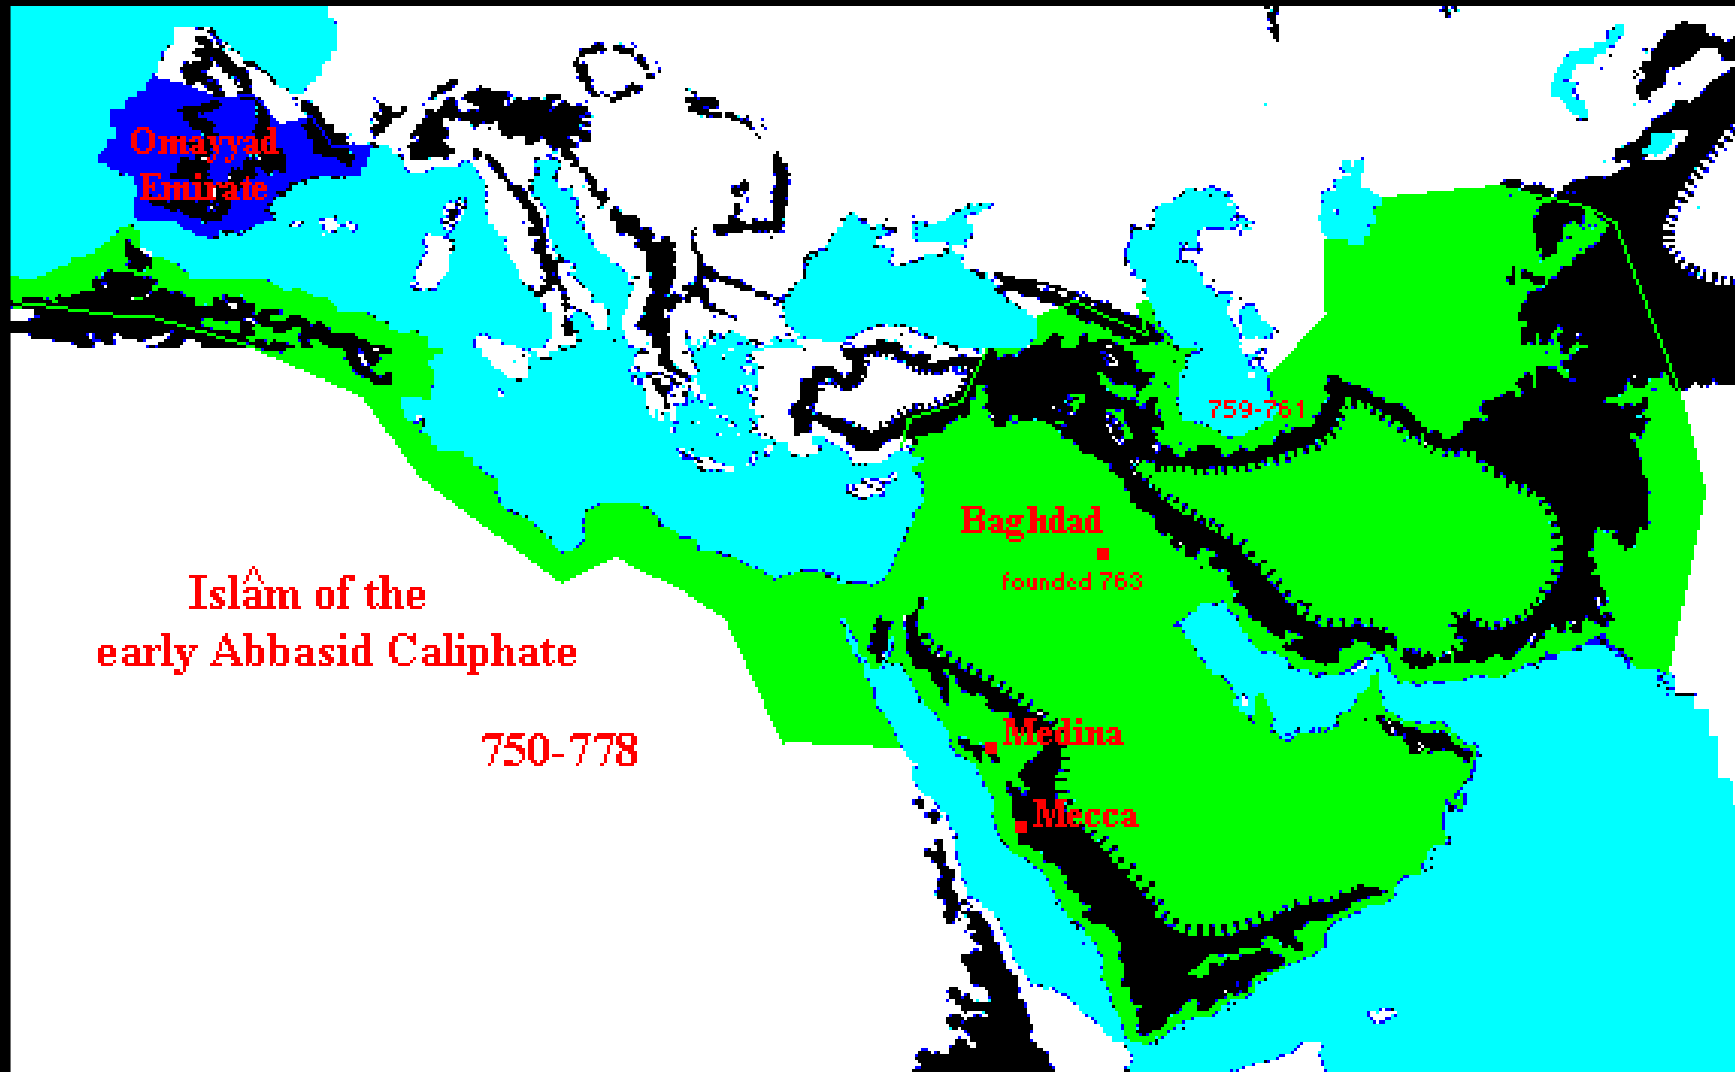 Omayyad
Emirate
759-761
Baghdad
founded 763
Islâm of the
early Abbasid Caliphate
750-778
Medina
Mecca